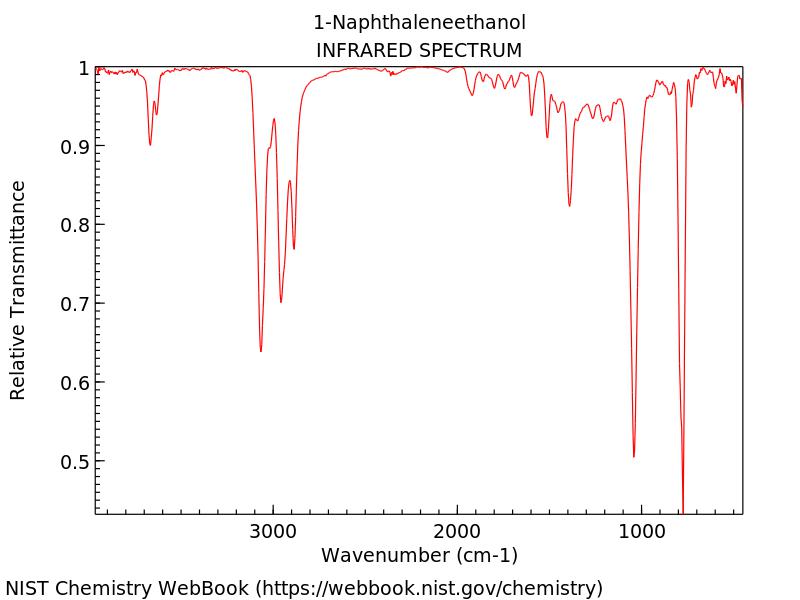 1-Naphthaleneethanol
INFRARED SPECTRUM
1
0.9
0.8
0.7
0.6
0.5
Relative Transmittance
3000 2000 1000
Wavenumber (cm-1)
NIST Chemistry WebBook (https://webbook.nist.gov/chemistry)